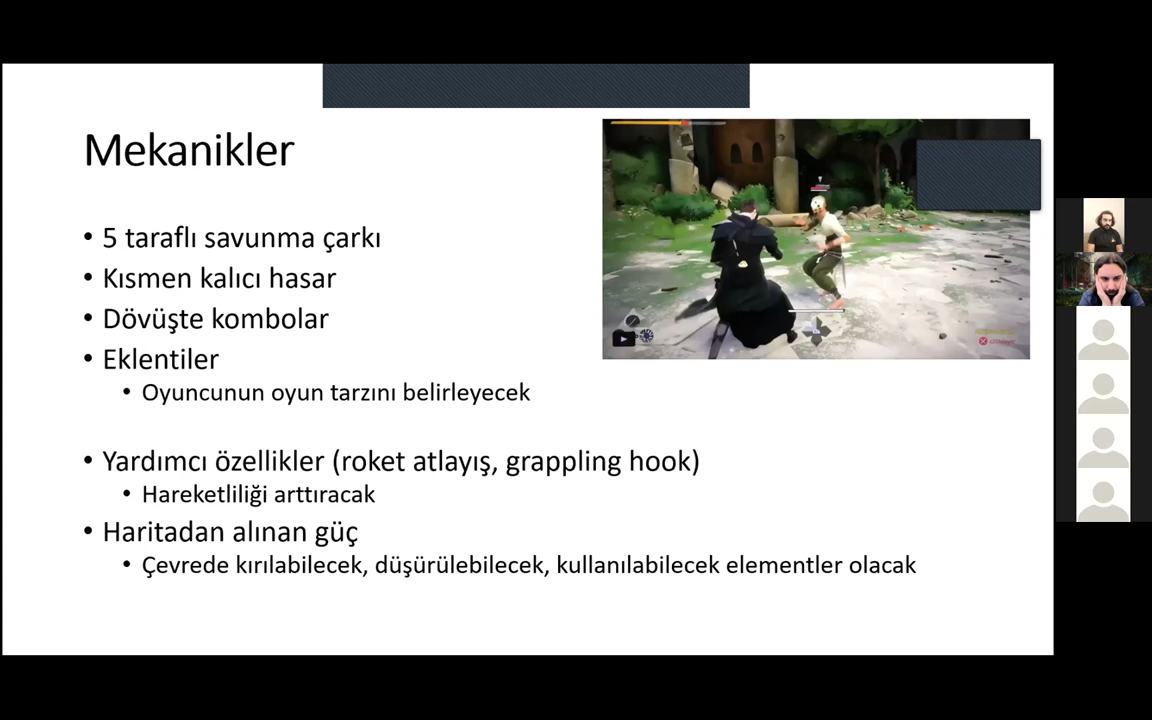 Mekanikler
• 5 taraflı savunma çarkı
• Kısmen kalıcı hasar
• Dövüşte kombolar
• Eklentiler
• Oyuncunun oyun tarzını belirleyecek
• Yardımcı özellikler (roket atlayış, grappling hook)
• Hareketliliği arttıracak
• Haritadan alınan güç
• Çevrede kırılabilecek, düşürülebilecek, kullanılabilecek elementler olacak